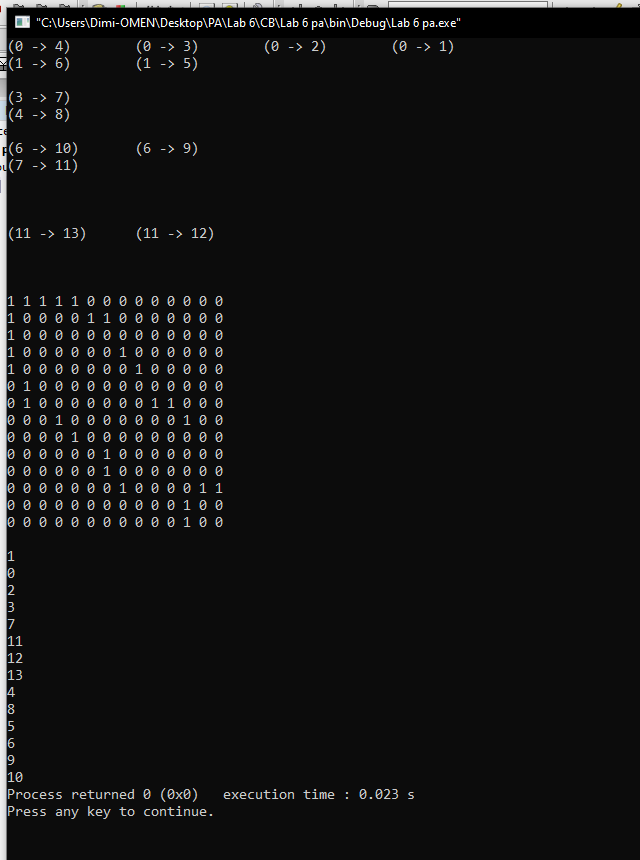 "C:\Users\Dimi-OMEN\Desktop\PA\Lab 6\CB\Lab 6 pa\bin\Debug\Lab 6 pa.exe"
(0 -> 4) (0 -> 3) (0 -> 2) (0 -> 1)
(1 -> 6) (1 -> 5)
(3 -> 7)
(4 -> 8)
(6 -> 10) (6 -> 9)
(7 -> 11)
(11 -> 13) (11 -> 12)
1 1 1 1 1 0 0 0 0 0 0 0 0 0
1 0 0 0 0 1 1 0 0 0 0 0 0 0
1 0 0 0 0 0 0 0 0 0 0 0 0 0
1 0 0 0 0 0 0 1 0 0 0 0 0 0
1 0 0 0 0 0 0 0 1 0 0 0 0 0
0 1 0 0 0 0 0 0 0 0 0 0 0 0
0 1 0 0 0 0 0 0 0 1 1 0 0 0
0 0 0 1 0 0 0 0 0 0 0 1 0 0
0 0 0 0 1 0 0 0 0 0 0 0 0 0
0 0 0 0 0 0 1 0 0 0 0 0 0 0
0 0 0 0 0 0 1 0 0 0 0 0 0 0
0 0 0 0 0 0 0 1 0 0 0 0 1 1
0 0 0 0 0 0 0 0 0 0 0 1 0 0
0 0 0 0 0 0 0 0 0 0 0 1 0 0
1
0
2
3
7
11
12
13
4
8
5
6
9
10
Process returned 0 (0x0) execution time : 0.023 s
Press any key to continue.